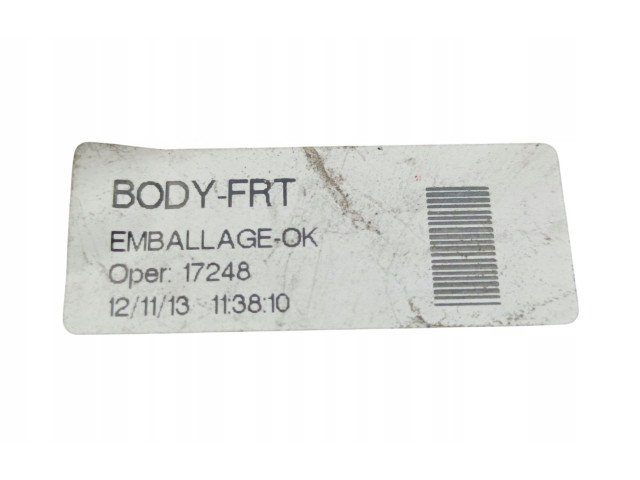 BODY-FRT
EMBALLAGE-OK
Oper: 17248
12/11/13 11:38:10